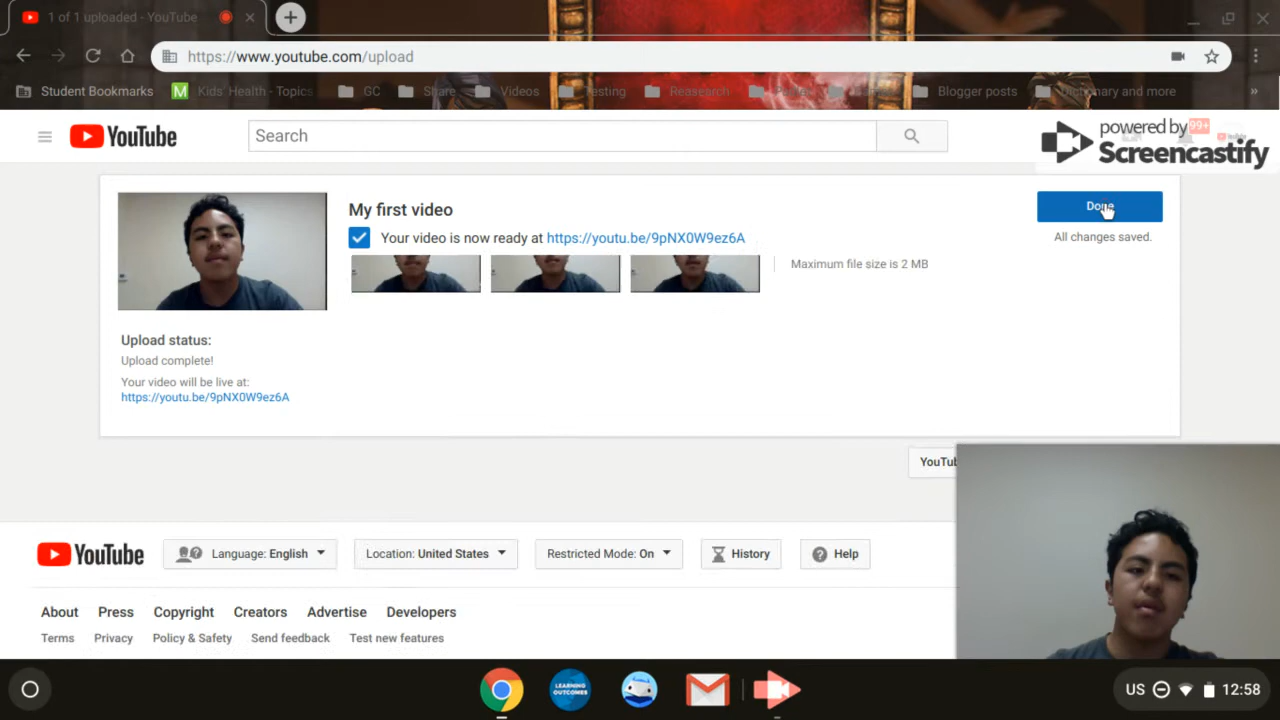 1 of 1 uploaded - YouTube
https://www.youtube.com/upload
Student Bookmarks
M Kids' Health - Topics
GC
Share
Videos
Testing
Reasearch
Blogger posts
Dictionary and more
»
YouTube
Search
99+
powered by
Screencastify
My first video
Done
Your video is now ready at https://youtu.be/9pNX0W9ez6A
All changes saved.
Maximum file size is 2 MB
Upload status:
Upload complete!
Your video will be live at:
https://youtu.be/9pNX0W9ez6A
YouTub
YouTube
Language: English
Location: United States
Restricted Mode: On
History
Help
About Press Copyright Creators Advertise Developers
Terms Privacy Policy & Safety Send feedback Test new features
LEARNING
OUTCOMES
US
12:58